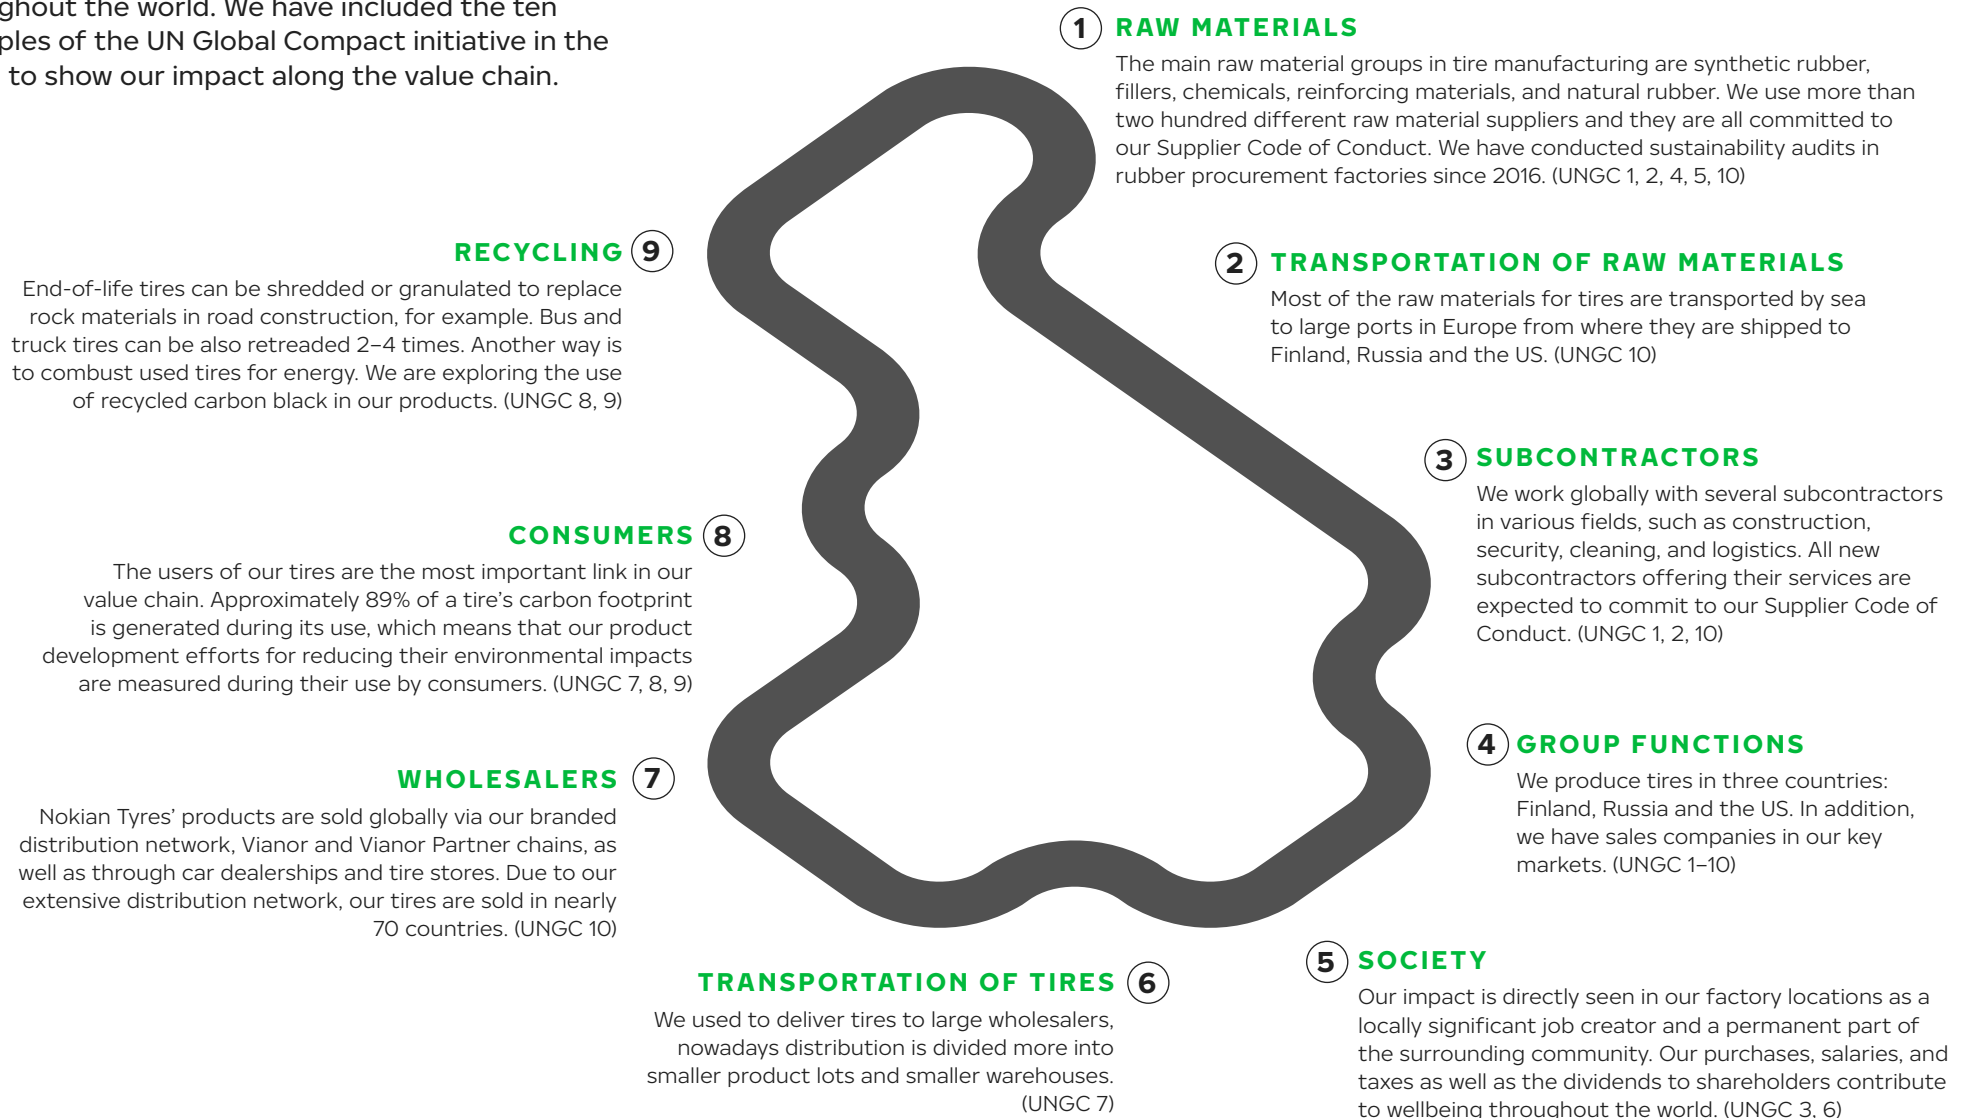 the world. We have included the ten
of the UN Global Compact initiative in the
to show our impact along the value chain.
1 RAW MATERIALS
The main raw material groups in tire manufacturing are synthetic rubber,
fillers, chemicals, reinforcing materials, and natural rubber. We use more than
two hundred different raw material suppliers and they are all committed to
our Supplier Code of Conduct. We have conducted sustainability audits in
rubber procurement factories since 2016. (UNGC 1, 2, 4, 5, 10)
2 TRANSPORTATION OF RAW MATERIALS
Most of the raw materials for tires are transported by sea
to large ports in Europe from where they are shipped to
Finland, Russia and the US. (UNGC 10)
3 SUBCONTRACTORS
We work globally with several subcontractors
in various fields, such as construction,
security, cleaning, and logistics. All new
subcontractors offering their services are
expected to commit to our Supplier Code of
Conduct. (UNGC 1, 2, 10)
4 GROUP FUNCTIONS
We produce tires in three countries:
Finland, Russia and the US. In addition,
we have sales companies in our key
markets. (UNGC 1–10)
5 SOCIETY
Our impact is directly seen in our factory locations as a
locally significant job creator and a permanent part of
the surrounding community. Our purchases, salaries, and
taxes as well as the dividends to shareholders contribute
to wellbeing throughout the world. (UNGC 3, 6)
TRANSPORTATION OF TIRES 6
We used to deliver tires to large wholesalers,
nowadays distribution is divided more into
smaller product lots and smaller warehouses.
(UNGC 7)
WHOLESALERS 7
Nokian Tyres’ products are sold globally via our branded
distribution network, Vianor and Vianor Partner chains, as
well as through car dealerships and tire stores. Due to our
extensive distribution network, our tires are sold in nearly
70 countries. (UNGC 10)
CONSUMERS 8
The users of our tires are the most important link in our
value chain. Approximately 89% of a tire’s carbon footprint
is generated during its use, which means that our product
development efforts for reducing their environmental impacts
are measured during their use by consumers. (UNGC 7, 8, 9)
RECYCLING 9
End-of-life tires can be shredded or granulated to replace
rock materials in road construction, for example. Bus and
truck tires can be also retreaded 2–4 times. Another way is
to combust used tires for energy. We are exploring the use
of recycled carbon black in our products. (UNGC 8, 9)